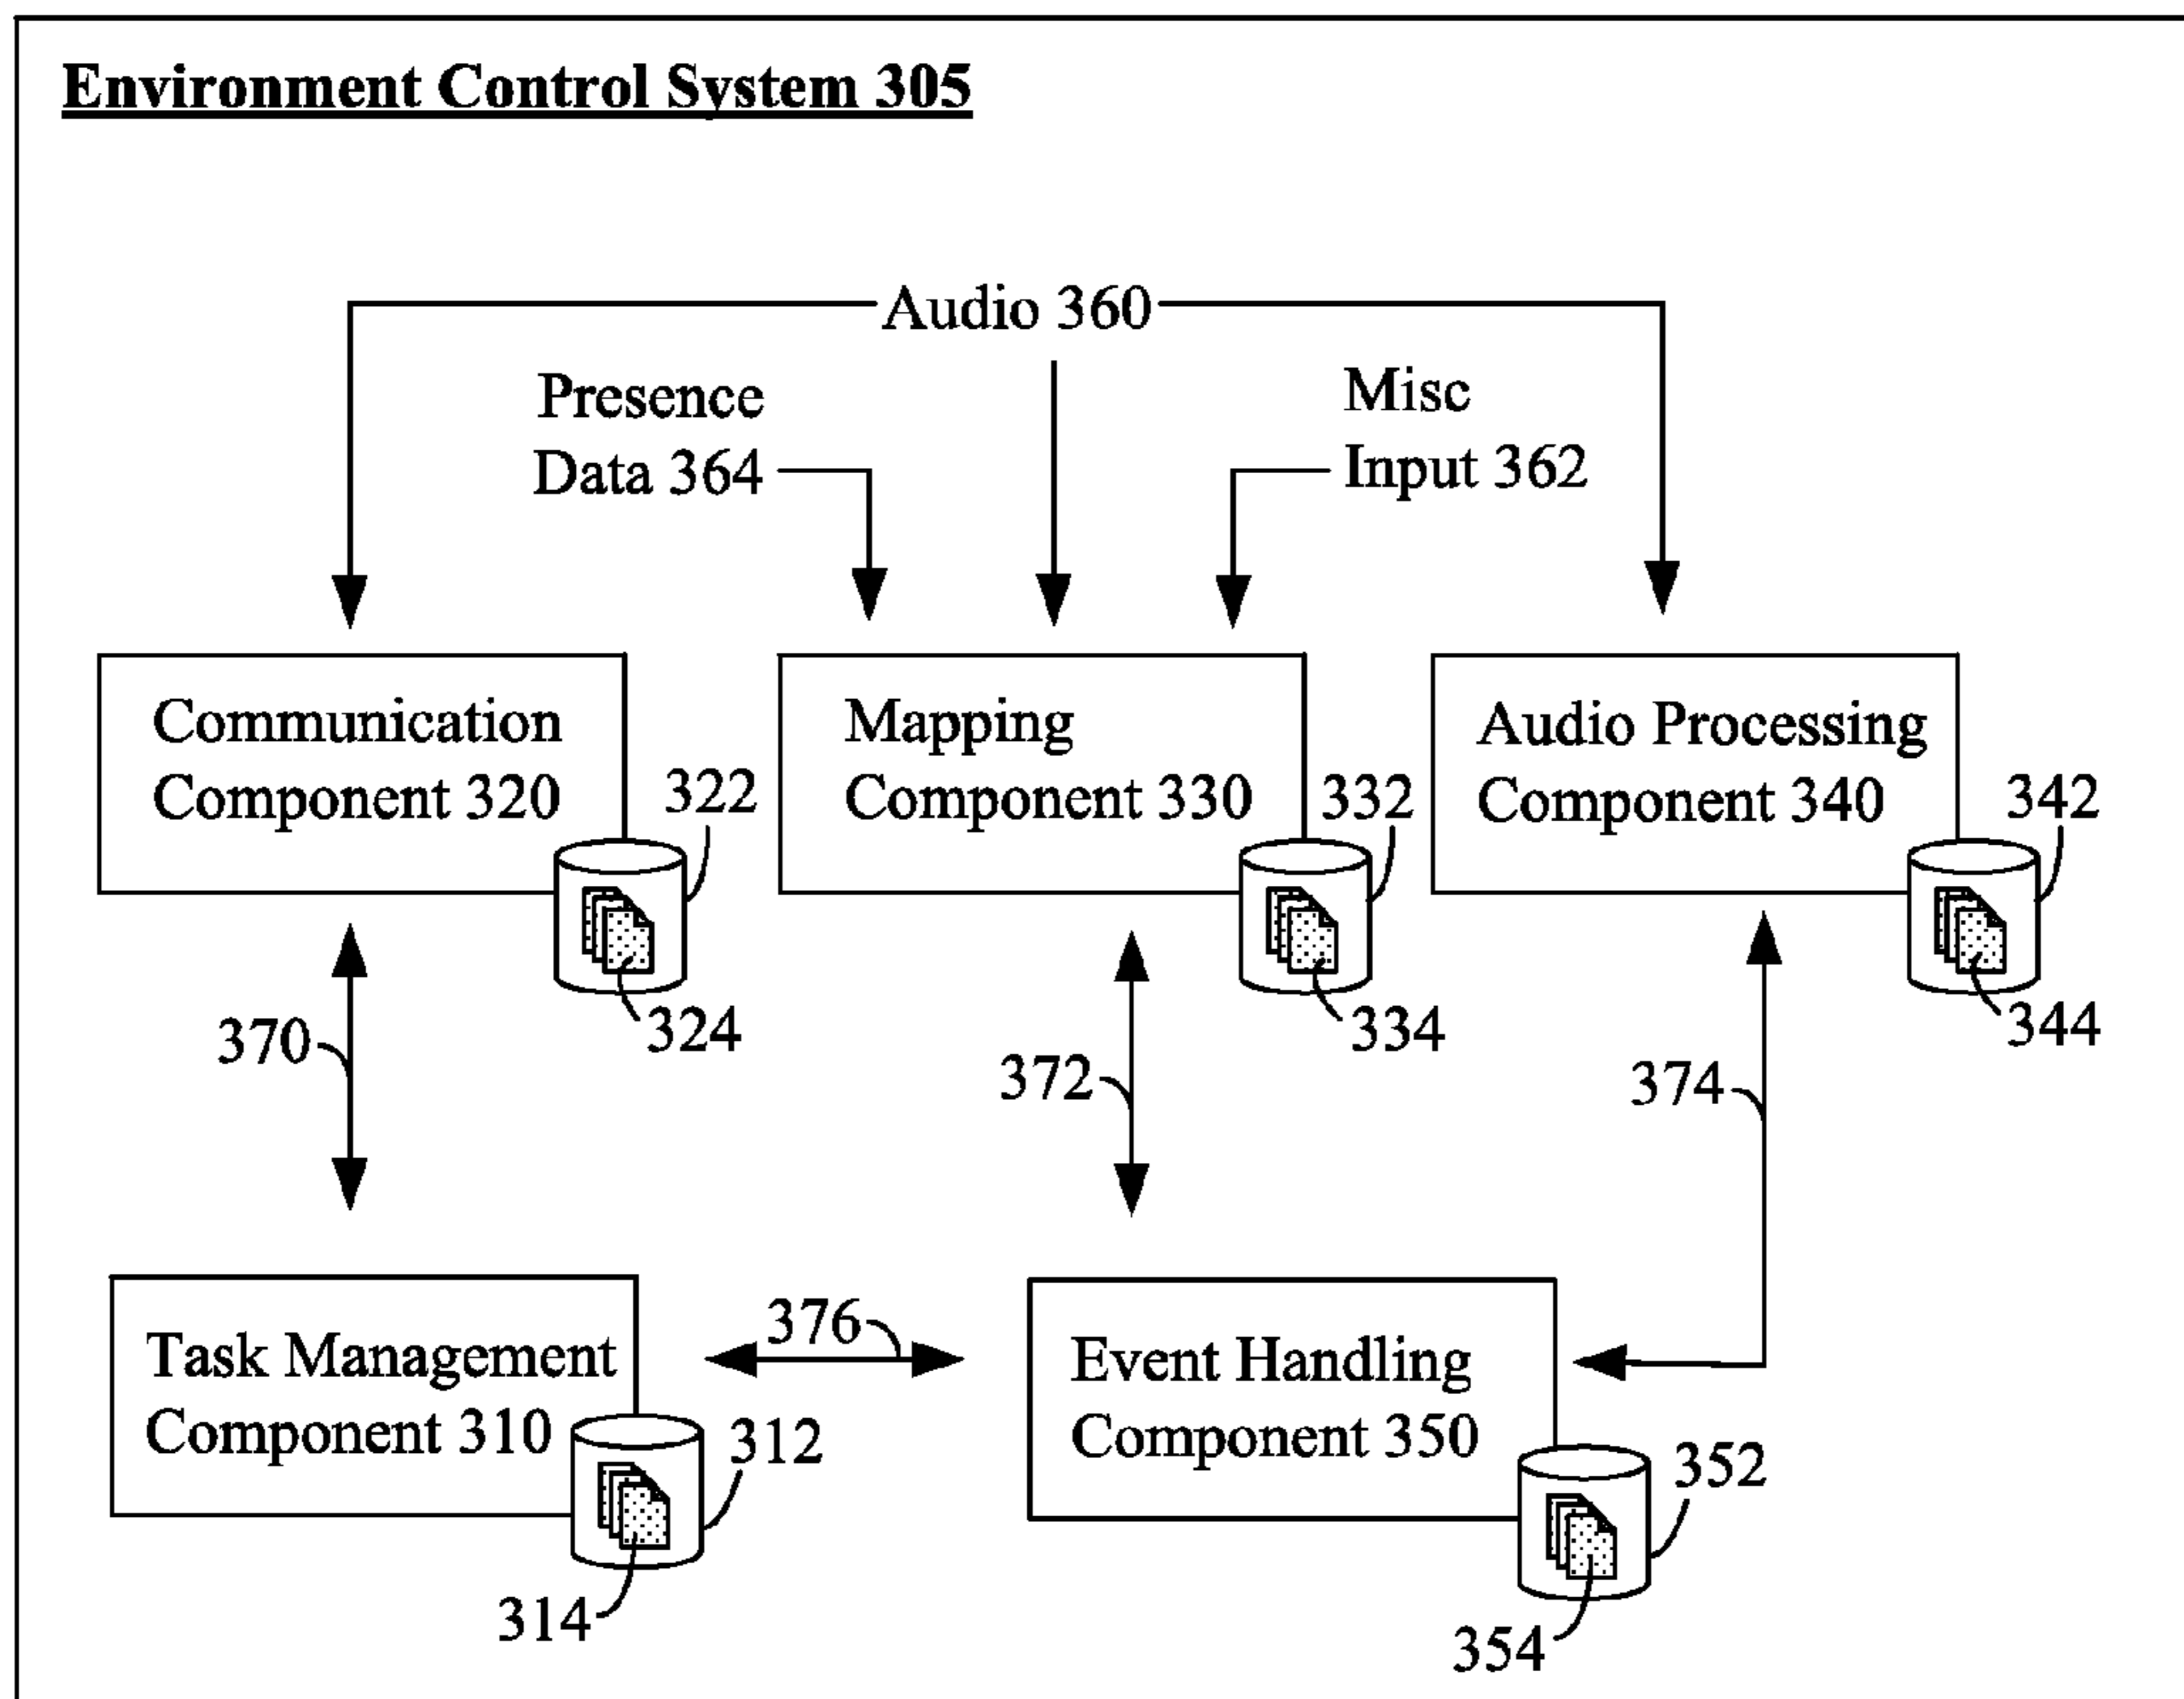 Environment Control System 305
Audio 360
Presence
Data 364
Misc
Input 362
Communication
Component 320
322
324
Mapping
Component 330
332
334
Audio Processing
Component 340
342
344
370
372
374
Task Management
Component 310
312
314
376
Event Handling
Component 350
352
354